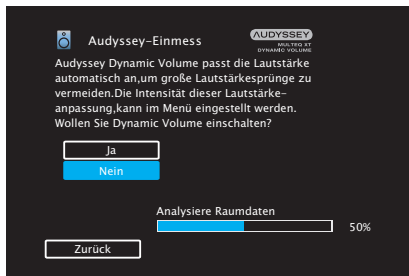 Audyssey-Einmess
AUDYSSEY
MULTEQ XT
DYNAMIC VOLUME
Audyssey Dynamic Volume passt die Lautstärke
automatisch an,um große Lautstärkesprünge zu
vermeiden.Die Intensität dieser Lautstärke-
anpassung,kann im Menü eingestellt werden.
Wollen Sie Dynamic Volume einschalten?
Ja
Nein
Analysiere Raumdaten
50%
Zurück